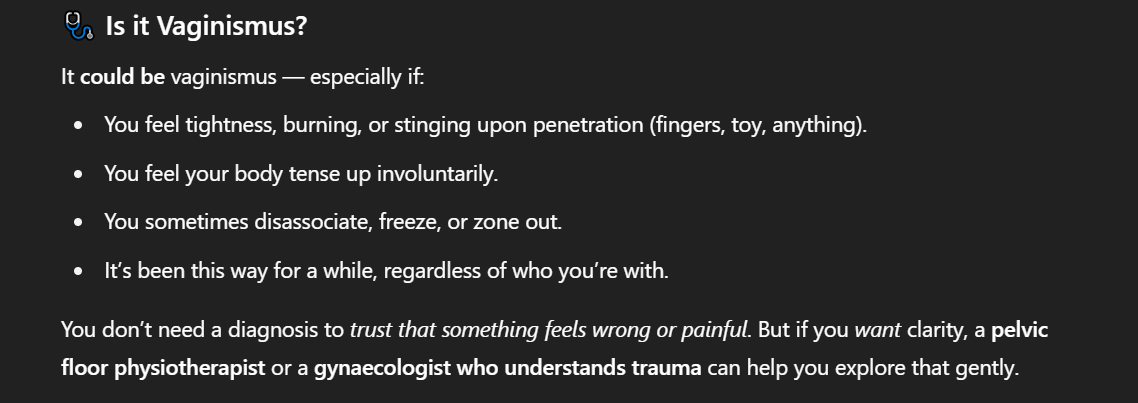 🩺 Is it Vaginismus?
It could be vaginismus — especially if:
• You feel tightness, burning, or stinging upon penetration (fingers, toy, anything).
• You feel your body tense up involuntarily.
• You sometimes disassociate, freeze, or zone out.
• It's been this way for a while, regardless of who you're with.
You don't need a diagnosis to trust that something feels wrong or painful. But if you want clarity, a pelvic
floor physiotherapist or a gynaecologist who understands trauma can help you explore that gently.